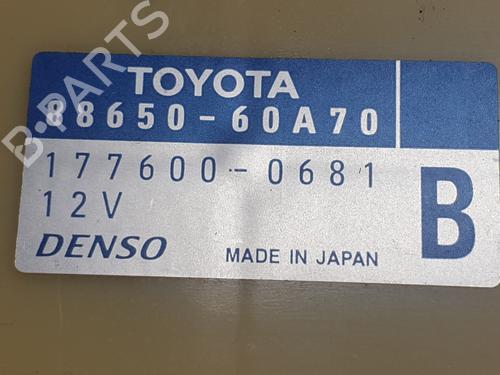 TOYOTA
88650-60A70
177600-0681
12V
B
DENSO
MADE IN JAPAN
B-PARTS